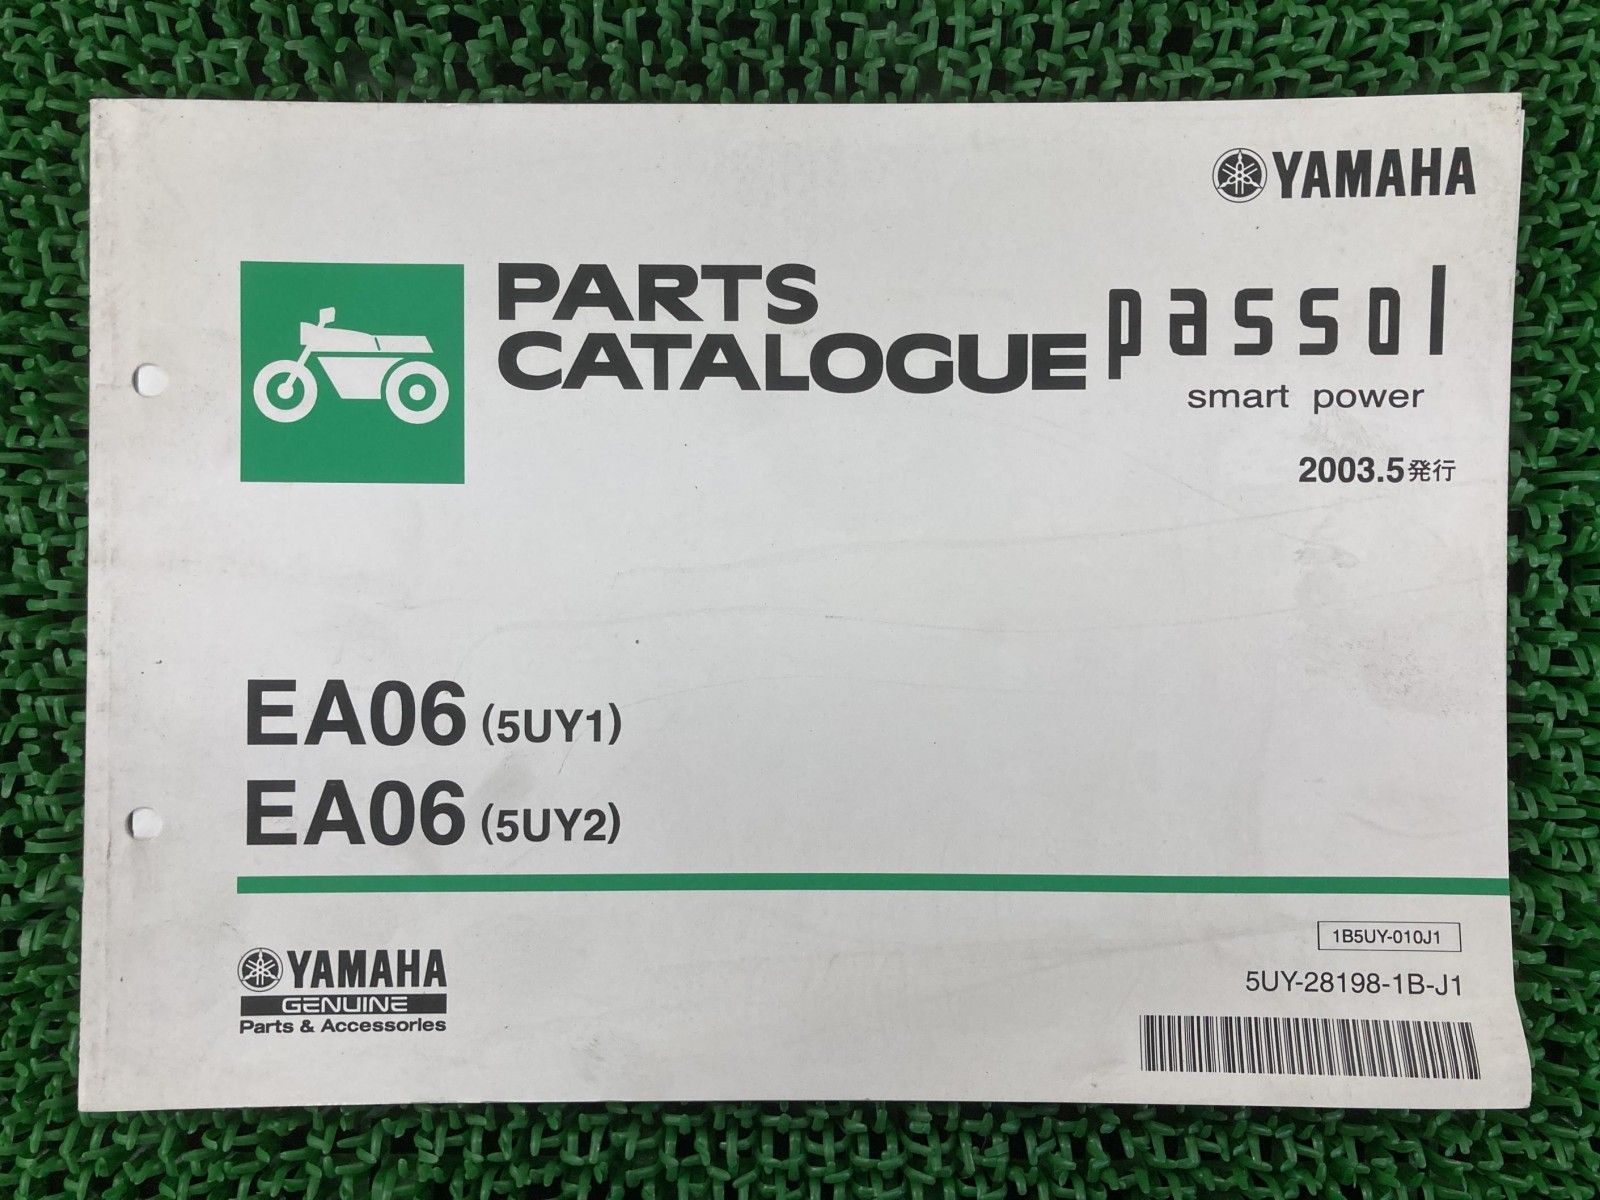 YAMAHA
PARTS
CATALOGUE
passol
smart power
2003.5発行
EA06 (5UY1)
EA06 (5UY2)
YAMAHA
GENUINE
Parts & Accessories
1B5UY-010J1
5UY-28198-1B-J1